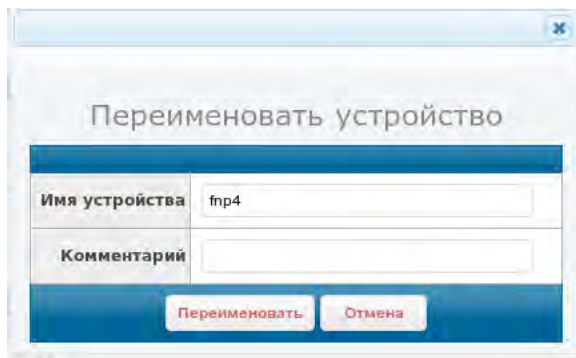 Переименовать устройство
Имя устройства fnp4
Комментарий
Переименовать Отмена